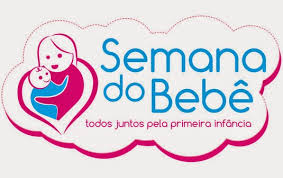 Semana
do Bebê
todos juntos pela primeira infância